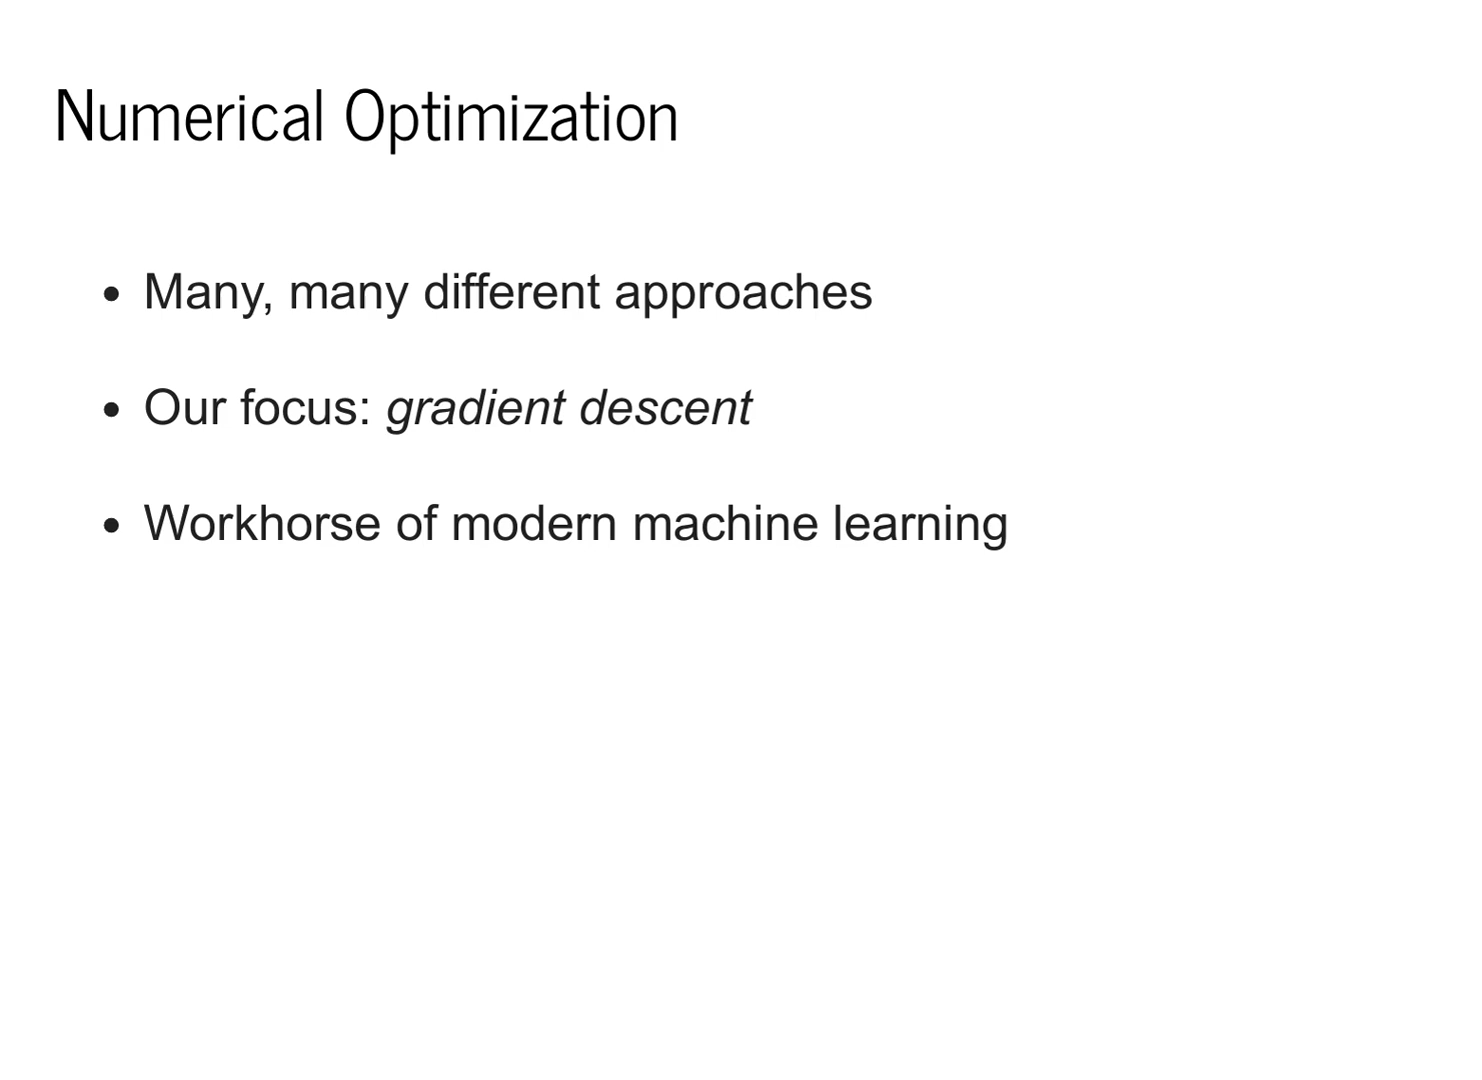 Numerical Optimization
• Many, many different approaches
• Our focus: gradient descent
• Workhorse of modern machine learning